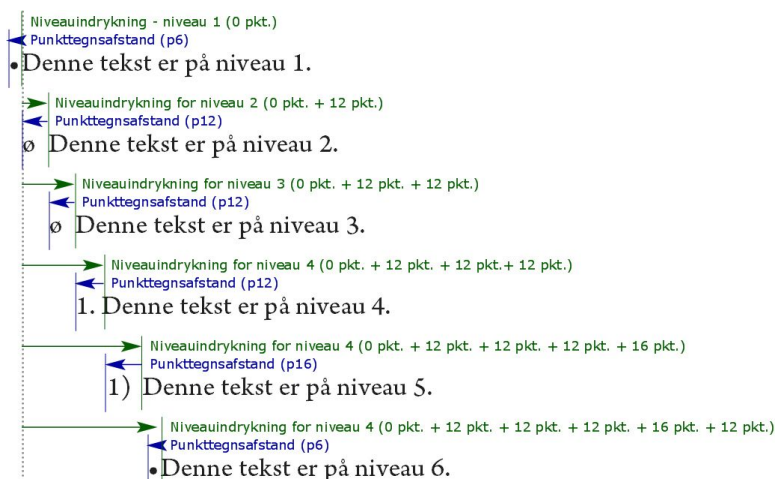 Niveauindrykning - niveau 1 (0 pkt.)
Punkttegnsafstand (p6)
•Denne tekst er på niveau 1.
Niveauindrykning for niveau 2 (0 pkt. + 12 pkt.)
Punkttegnsafstand (p12)
ø Denne tekst er på niveau 2.
Niveauindrykning for niveau 3 (0 pkt. + 12 pkt. + 12 pkt.)
Punkttegnsafstand (p12)
ø Denne tekst er på niveau 3.
Niveauindrykning for niveau 4 (0 pkt. + 12 pkt. + 12 pkt.+ 12 pkt.)
Punkttegnsafstand (p12)
1. Denne tekst er på niveau 4.
Niveauindrykning for niveau 4 (0 pkt. + 12 pkt. + 12 pkt. + 12 pkt. + 16 pkt.)
Punkttegnsafstand (p16)
1) Denne tekst er på niveau 5.
Niveauindrykning for niveau 4 (0 pkt. + 12 pkt. + 12 pkt. + 12 pkt. + 16 pkt. + 12 pkt.)
Punkttegnsafstand (p6)
•Denne tekst er på niveau 6.